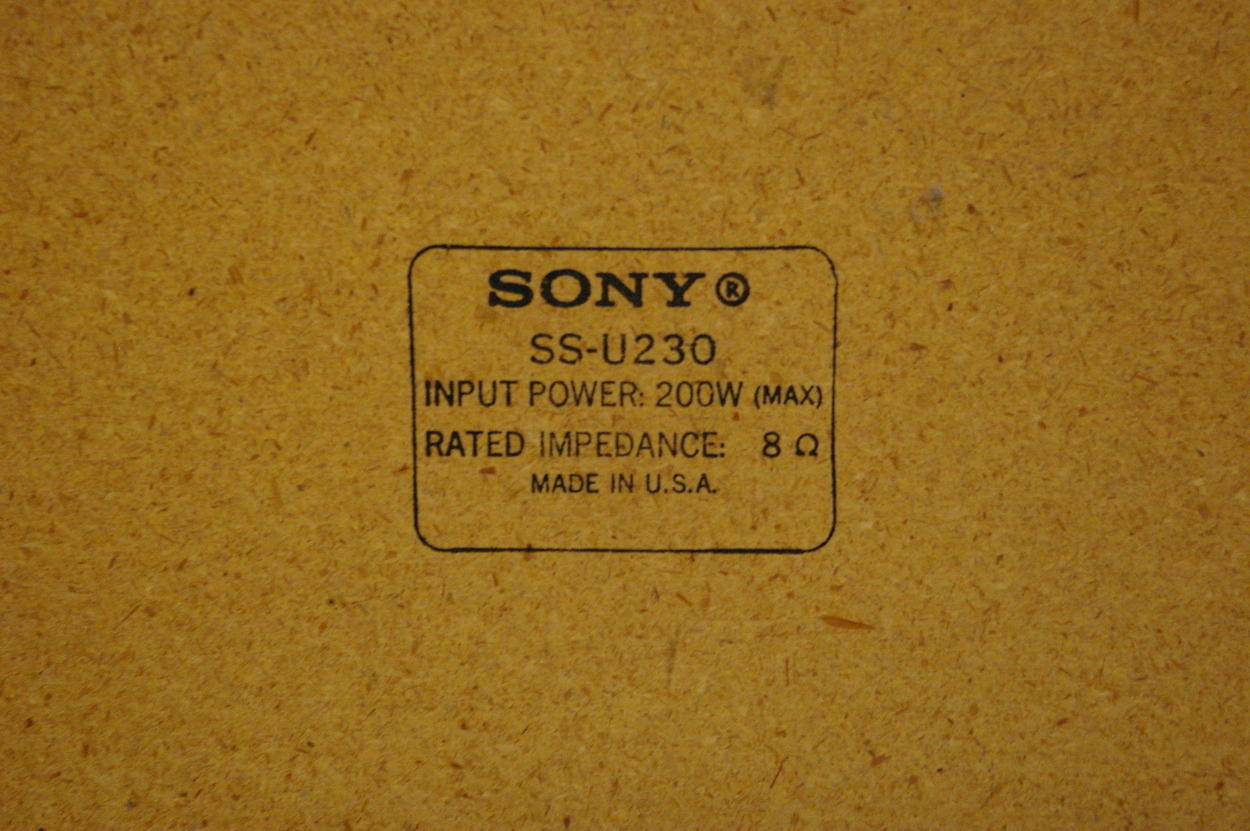 SONY®
SS-U230
INPUT POWER: 200W (MAX)
RATED IMPEDANCE: 8 Ω
MADE IN U.S.A.